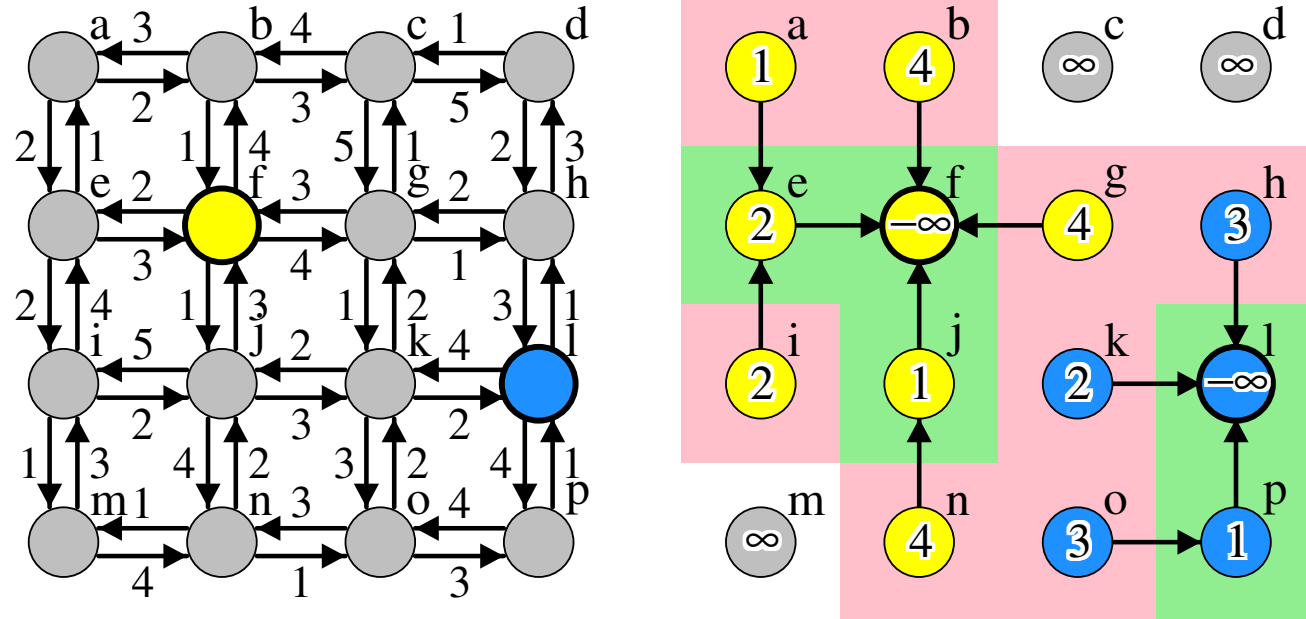 a 3 b 4 c 1 d
2 3 5
2 1 1 4 5 1 2 3
e 2 f 3 g 2 h
3 4 1
2 4 1 3 1 2 3 1
i 5 j 2 k 4 l
2 3 2
1 3 4 2 3 2 4 1
m 1 n 3 o 4 p
4 1 3
a b c d
1 4 ∞ ∞
e f g h
2 −∞ 4 3
i j k l
2 1 2 −∞
m n o p
∞ 4 3 1